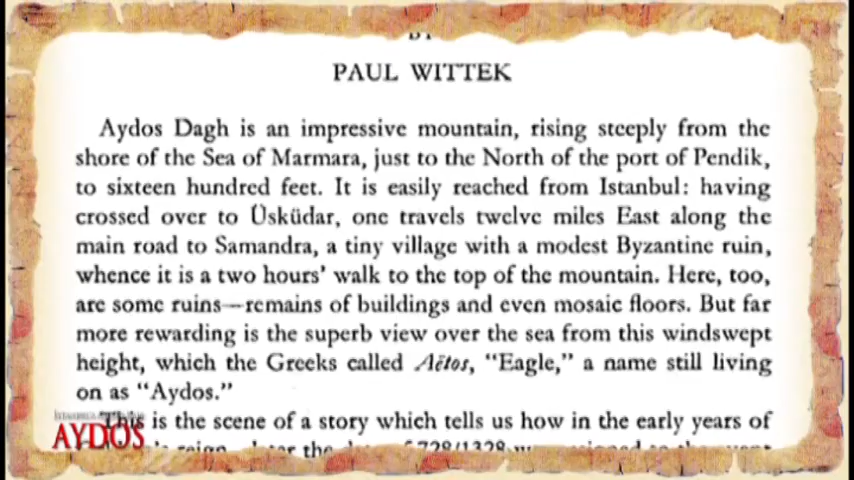 BY
PAUL WITTEK
Aydos Dagh is an impressive mountain, rising steeply from the
shore of the Sea of Marmara, just to the North of the port of Pendik,
to sixteen hundred feet. It is easily reached from Istanbul: having
crossed over to Üsküdar, one travels twelve miles East along the
main road to Samandra, a tiny village with a modest Byzantine ruin,
whence it is a two hours' walk to the top of the mountain. Here, too,
are some ruins—remains of buildings and even mosaic floors. But far
more rewarding is the superb view over the sea from this windswept
height, which the Greeks called Aëtos, "Eagle," a name still living
on as "Aydos."
This is the scene of a story which tells us how in the early years of
AYDOS
reign the 728/1328